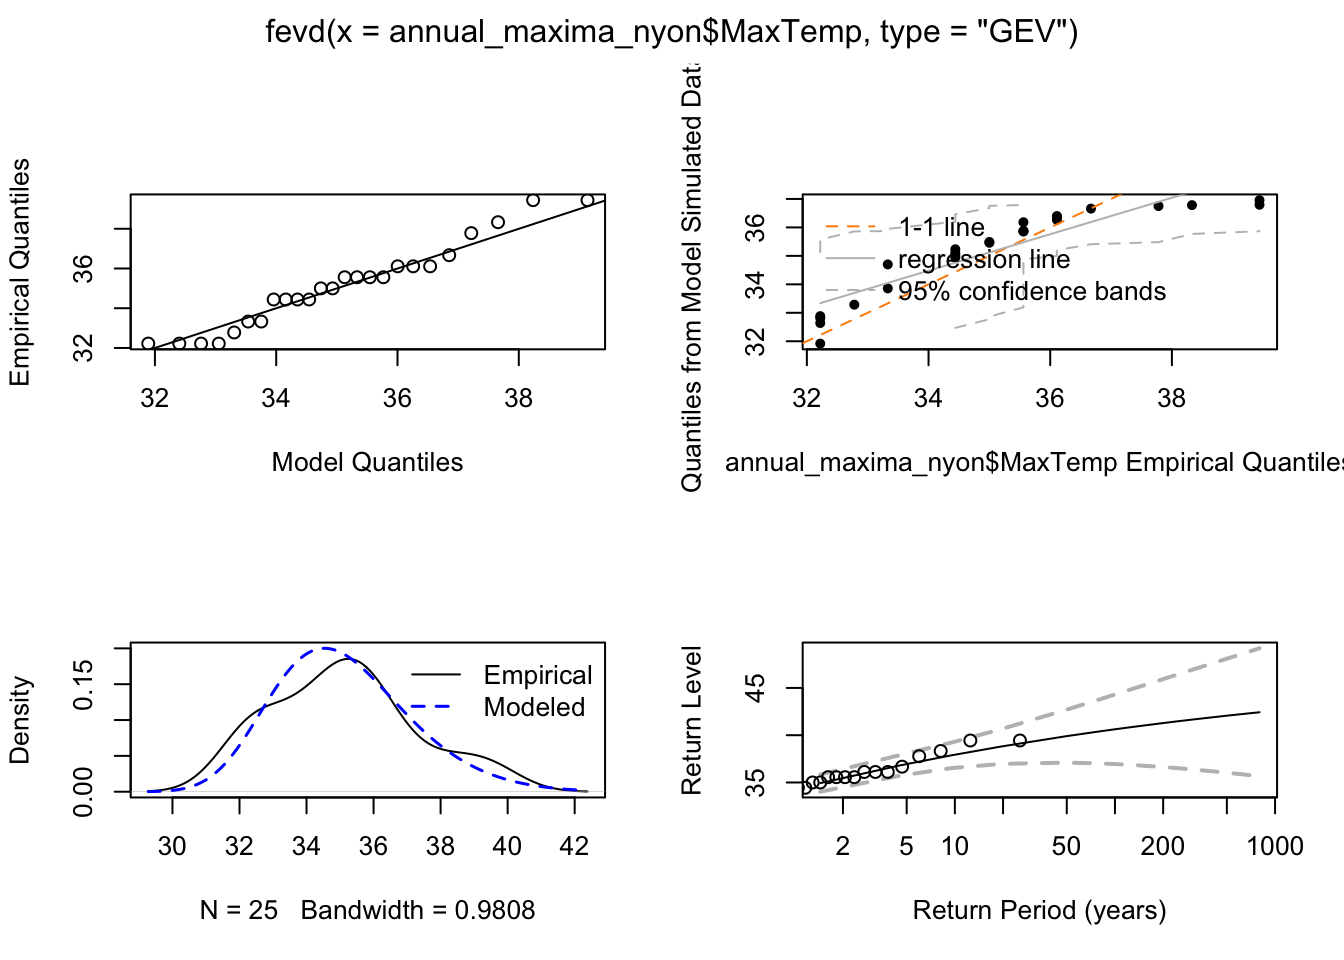 fevd(x = annual_maxima_nyon$MaxTemp, type = "GEV")
Empirical Quantiles
32
36
32
34
36
38
Model Quantiles
Quantiles from Model Simulated Data
32
34
36
1-1 line
regression line
95% confidence bands
32
34
36
38
annual_maxima_nyon$MaxTemp Empirical Quantiles
Density
0.00
0.15
Empirical
Modeled
30
32
34
36
38
40
42
N = 25   Bandwidth = 0.9808
Return Level
35
45
2
5
10
50
200
1000
Return Period (years)